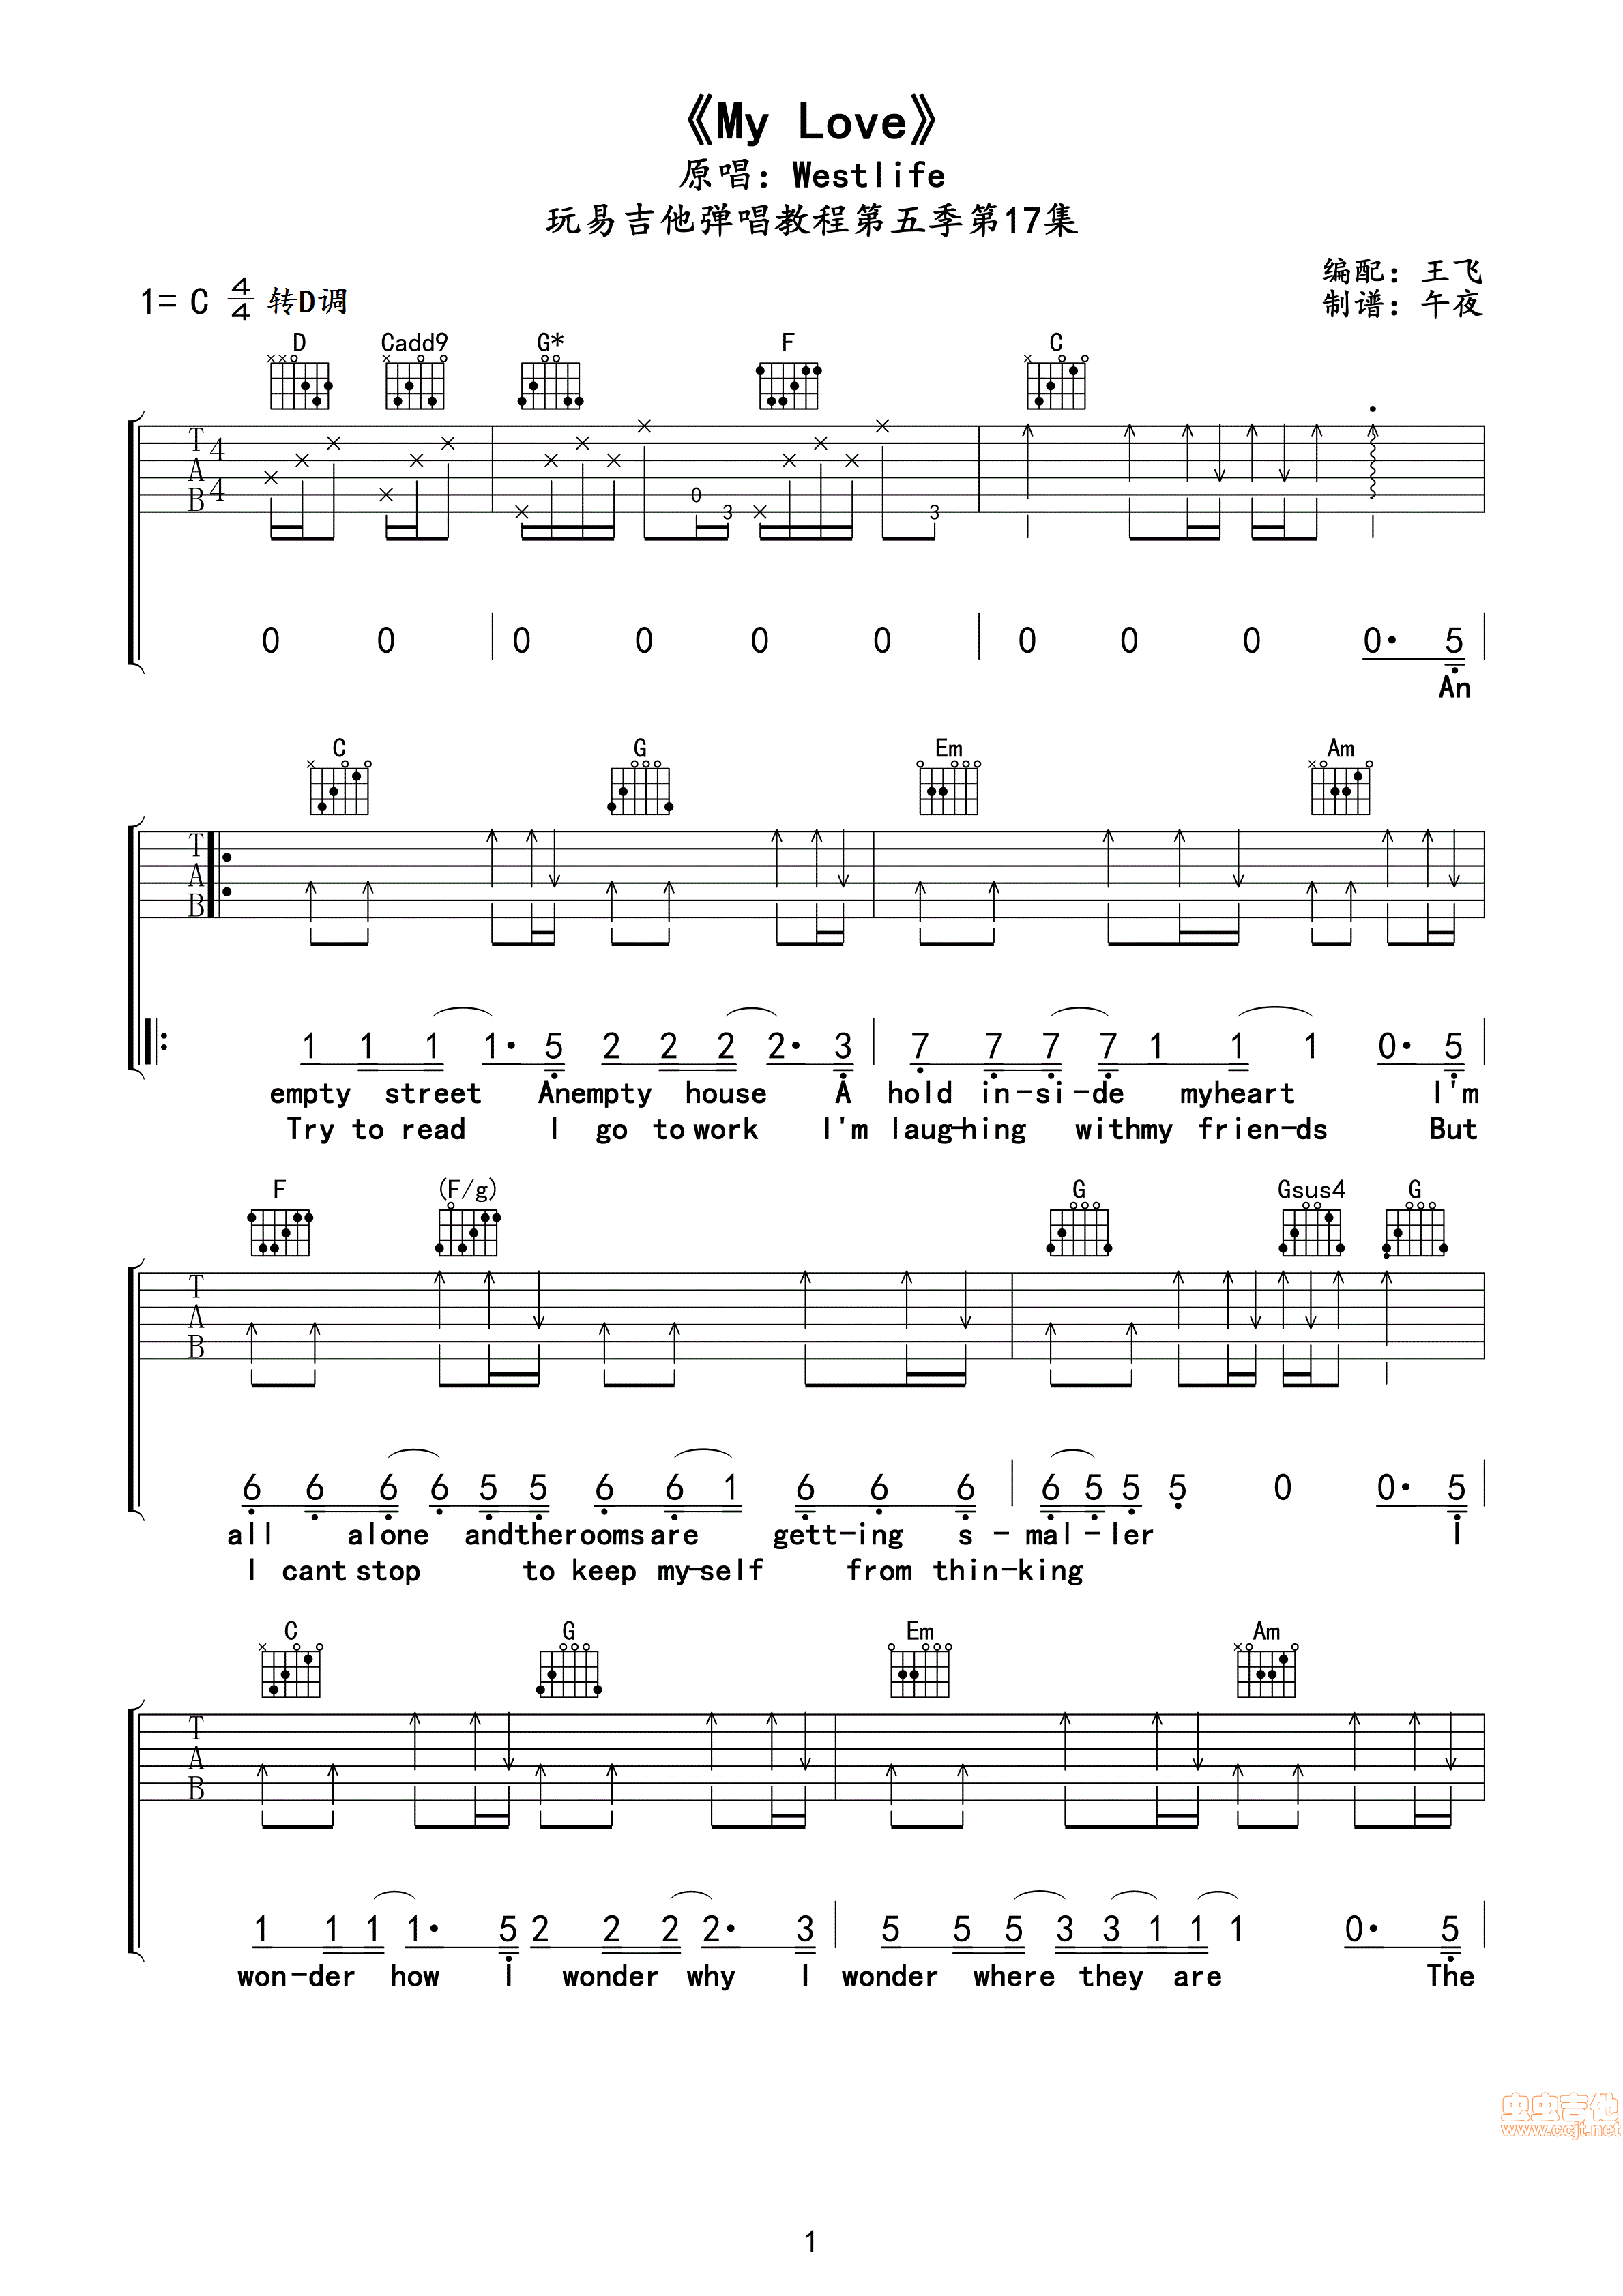 《My Love》
原唱：Westlife
玩易吉他弹唱教程第五季第17集
编配：王飞
1= C 4/4 转D调
制谱：午夜
D Cadd9 G* F C
T A B 4 4 0 3 3
0 0 0 0 0 0 0 0 0 0· 5
An
C G Em Am
T A B
1 1 1 1· 5 2 2 2 2· 3 7 7 7 7 1 1 1 0· 5
empty street Anempty house A hold in-si-de myheart I'm
Try to read I go to work I'm laug-hing withmy frien-ds But
F (F/g) G Gsus4 G
T A B
6 6 6 6 5 5 6 6 1 6 6 6 6 5 5 5 0 0· 5
all alone andtherooms are gett-ing s-mal-ler I
I cant stop to keep my-self from thin-king
C G Em Am
T A B
1 1 1 1· 5 2 2 2 2· 3 5 5 5 3 3 1 1 1 0· 5
won-der how I wonder why I wonder where they are The
虫虫吉他
www.ccjt.net
1